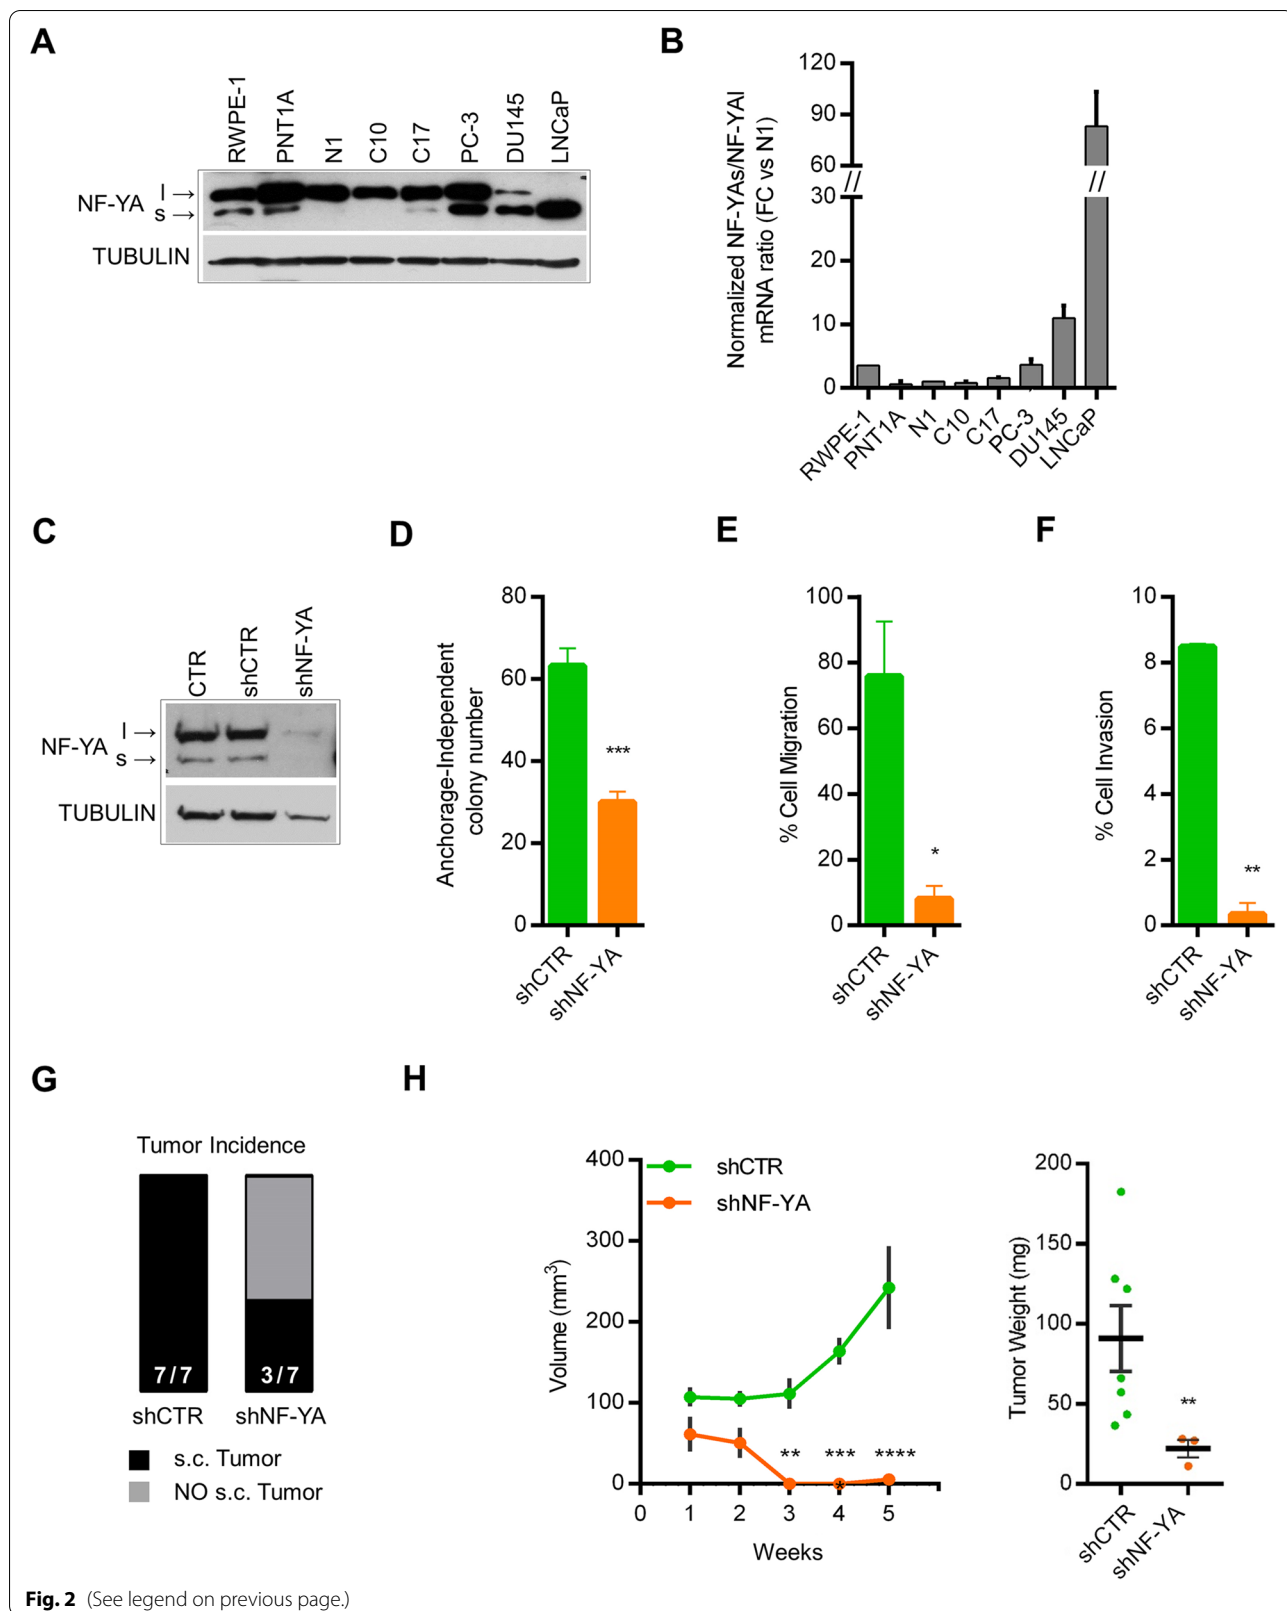 A
RWPE-1
PNT1A
N1
C10
C17
PC-3
DU145
LNCaP
NF-YA
l →
s →
TUBULIN
B
Normalized NF-YAs/NF-YAl
mRNA ratio (FC vs N1)
120
90
60
//
//
30
20
10
0
RWPE-1
PNT1A
N1
C10
C17
PC-3
DU145
LNCaP
C
CTR
shCTR
shNF-YA
NF-YA
l →
s →
TUBULIN
D
Anchorage-Independent
colony number
80
60
40
20
0
***
shCTR
shNF-YA
E
% Cell Migration
100
80
60
40
20
0
*
shCTR
shNF-YA
F
% Cell Invasion
10
8
6
4
2
0
**
shCTR
shNF-YA
G
Tumor Incidence
7/7
3/7
shCTR
shNF-YA
s.c. Tumor
NO s.c. Tumor
H
Volume (mm³)
400
300
200
100
0
shCTR
shNF-YA
** *** ****
0 1 2 3 4 5
Weeks
Tumor Weight (mg)
200
150
100
50
0
**
shCTR
shNF-YA
Fig. 2 (See legend on previous page.)